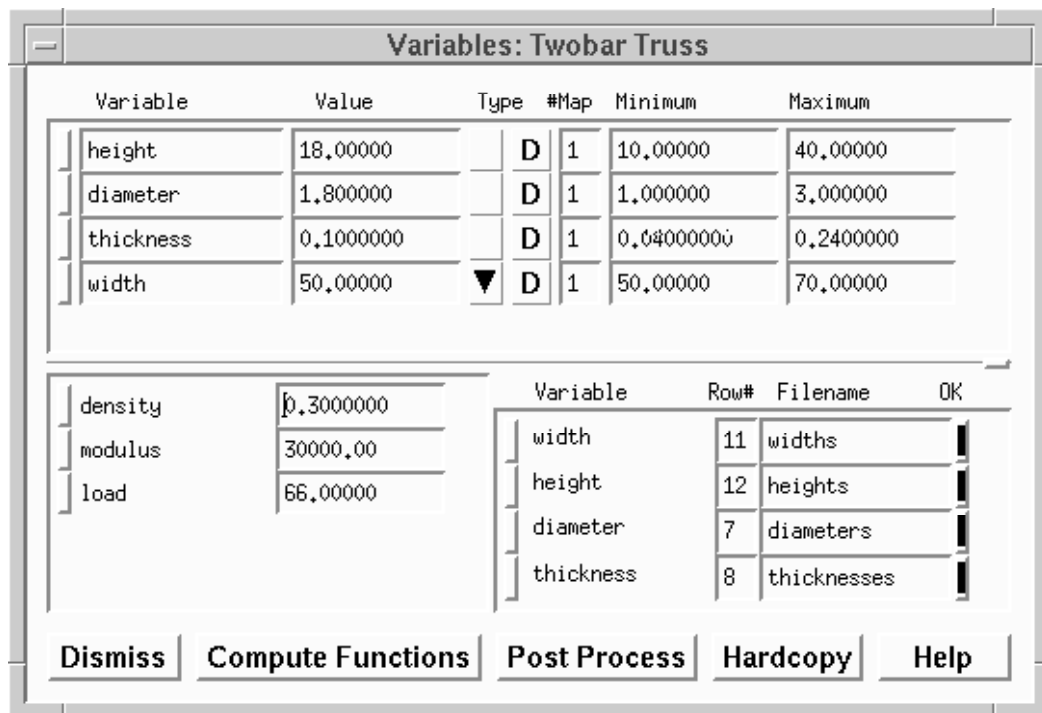 Variables: Twobar Truss
Variable Value Type #Map Minimum Maximum
height 18.00000 D 1 10.00000 40.00000
diameter 1.800000 D 1 1.000000 3.000000
thickness 0.1000000 D 1 0.04000000 0.2400000
width 50.00000 D 1 50.00000 70.00000
density 0.3000000
modulus 30000.00
load 66.00000
Variable Row# Filename OK
width 11 widths
height 12 heights
diameter 7 diameters
thickness 8 thicknesses
Dismiss Compute Functions Post Process Hardcopy Help